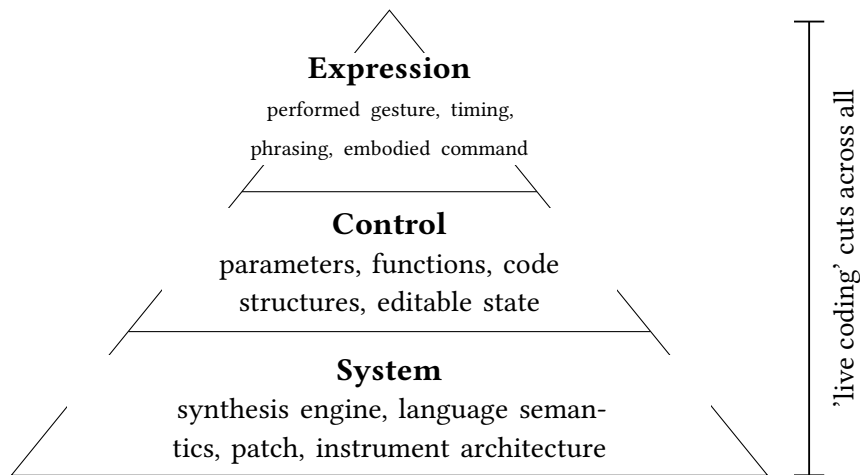 Expression
performed gesture, timing,
phrasing, embodied command
Control
parameters, functions, code
structures, editable state
System
synthesis engine, language seman-
tics, patch, instrument architecture
’live coding’ cuts across all